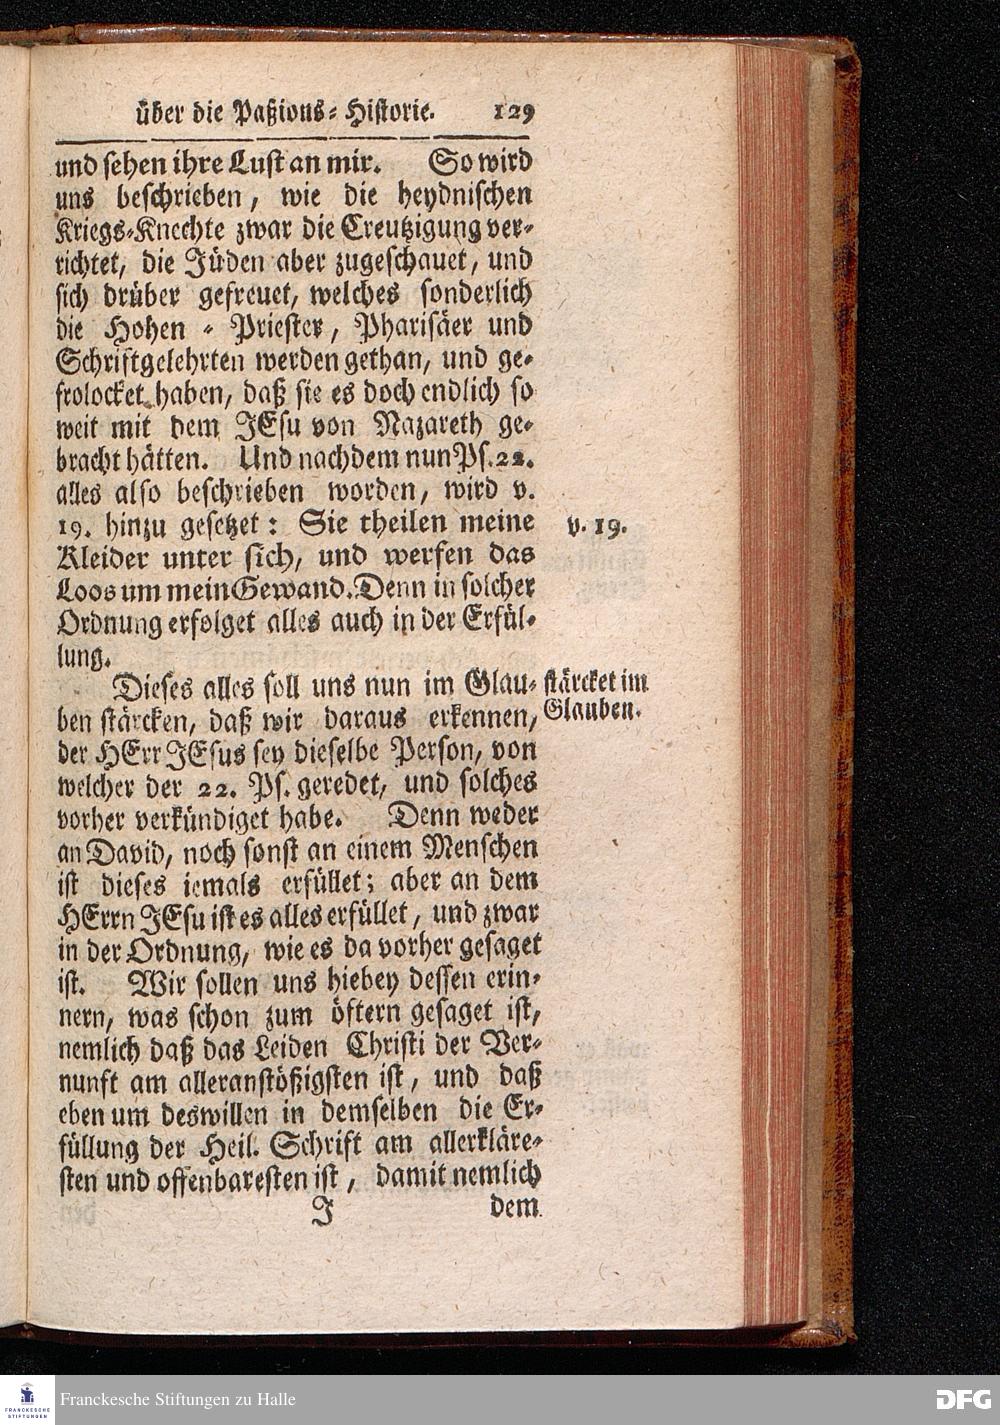 über die Paßions-Historie. 129
und sehen ihre Lust an mir. So wird
uns beschrieben, wie die heydnischen
Kriegs-Knechte zwar die Creutzigung ver-
richtet, die Jüden aber zugeschauet, und
sich drüber gefreuet, welches sonderlich
die Hohen-Priester, Pharisäer und
Schriftgelehrten werden gethan, und ge-
frolocket haben, daß sie es doch endlich so
weit mit dem JEsu von Nazareth ge-
bracht hätten. Und nachdem nun Ps. 22.
alles also beschrieben worden, wird v.
19. hinzu gesetzet: Sie theilen meine
v. 19.
Kleider unter sich, und werfen das
Loos um mein Gewand. Denn in solcher
Ordnung erfolget alles auch in der Erfül-
lung.
Dieses alles soll uns nun im Glau-
stärcket im
ben stärcken, daß wir daraus erkennen,
Glauben.
der HErr JEsus sey dieselbe Person, von
welcher der 22. Ps. geredet, und solches
vorher verkündiget habe. Denn weder
an David, noch sonst an einem Menschen
ist dieses iemals erfüllet; aber an dem
HErrn JEsu ist es alles erfüllet, und zwar
in der Ordnung, wie es da vorher gesaget
ist. Wir sollen uns hiebey dessen erin-
nern, was schon zum öftern gesaget ist,
nemlich daß das Leiden Christi der Ver-
nunft am alleranstößigsten ist, und daß
eben um deswillen in demselben die Er-
füllung der Heil. Schrift am allerkläre-
sten und offenbaresten ist, damit nemlich
J dem
FRANCKESCHE
STIFTUNGEN
Franckesche Stiftungen zu Halle
DFG